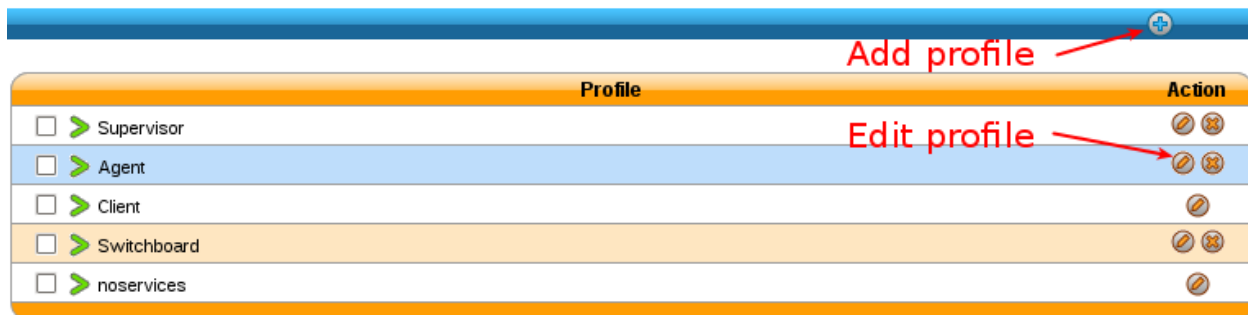 Add profile
Profile Action
Supervisor
Edit profile
Agent
Client
Switchboard
noservices